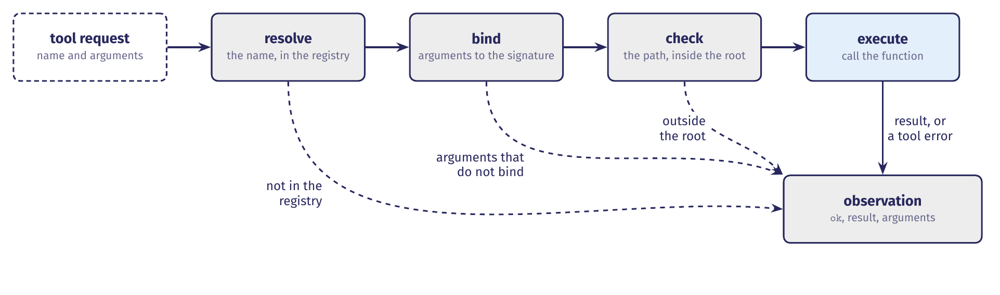 tool request
name and arguments
resolve
the name, in the registry
bind
arguments to the signature
check
the path, inside the root
execute
call the function
outside
the root
result, or
a tool error
arguments that
do not bind
not in the
registry
observation
ok, result, arguments